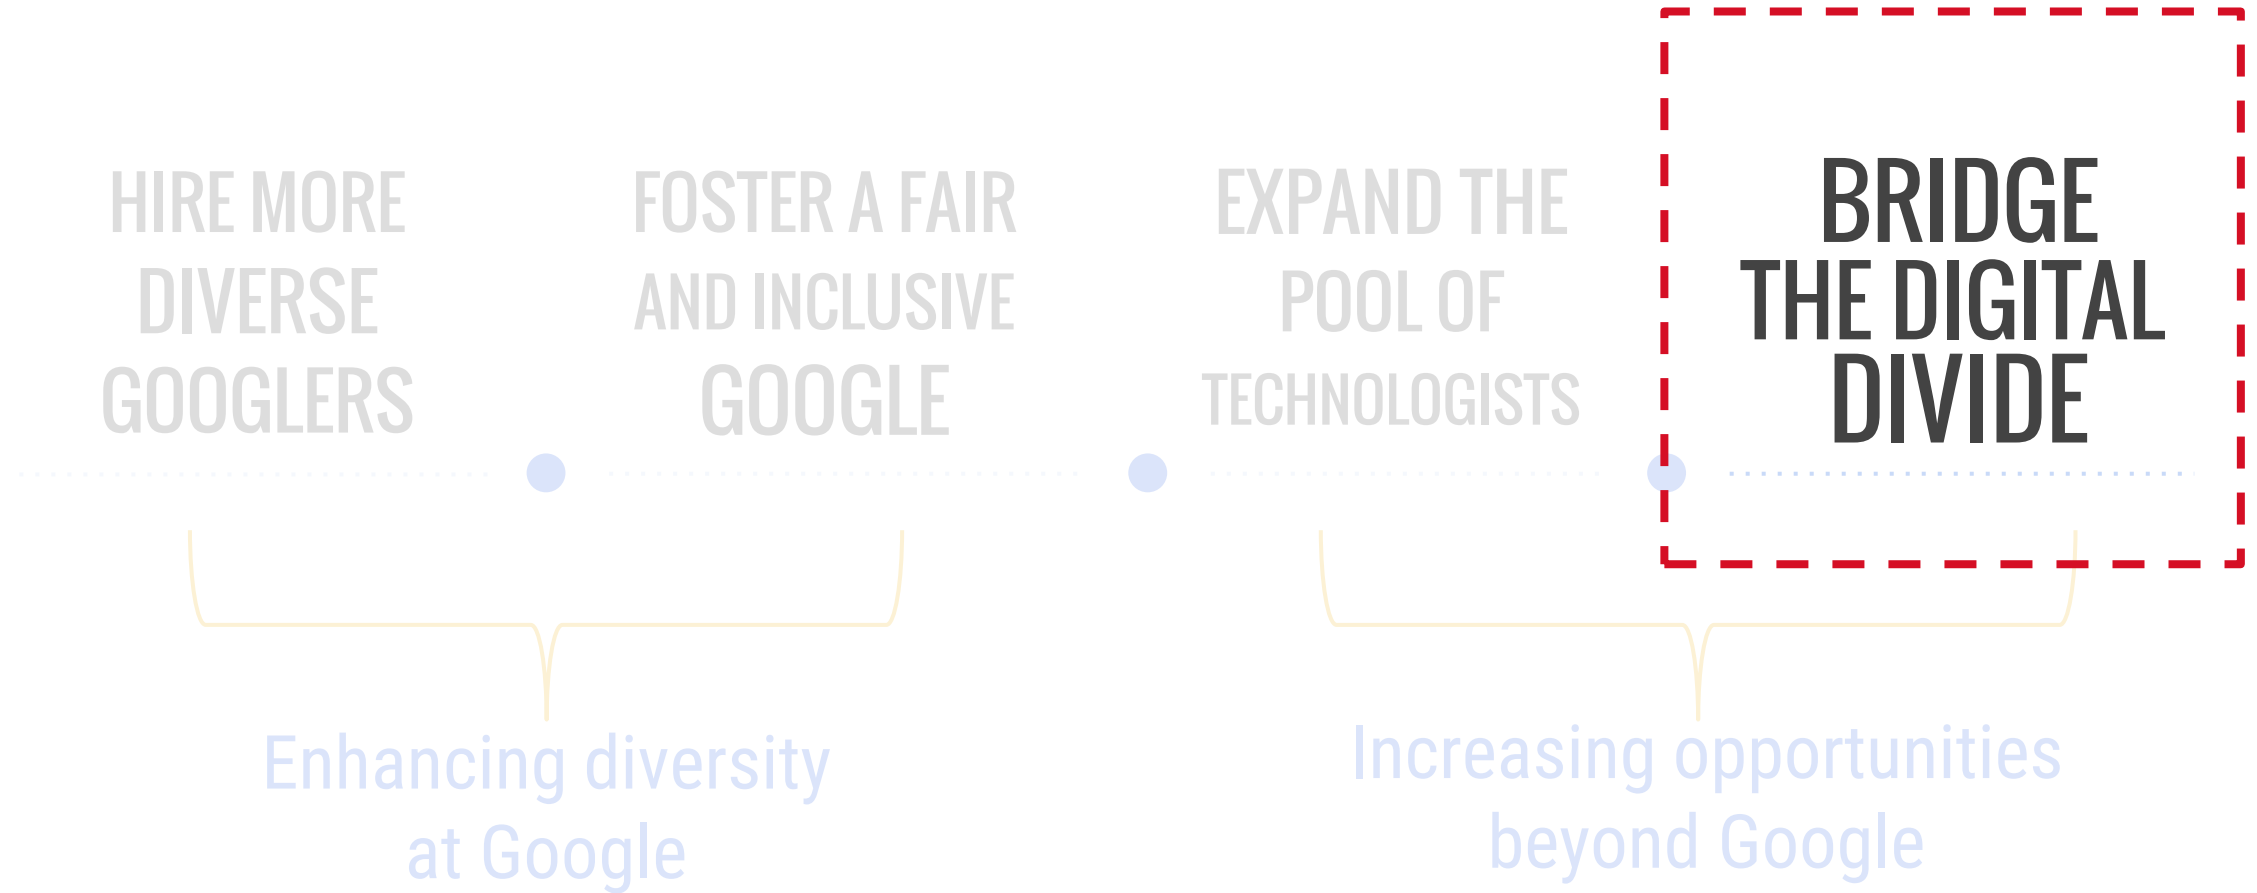 HIRE MORE
DIVERSE
GOOGLERS
FOSTER A FAIR
AND INCLUSIVE
GOOGLE
EXPAND THE
POOL OF
TECHNOLOGISTS
BRIDGE
THE DIGITAL
DIVIDE
Enhancing diversity
at Google
Increasing opportunities
beyond Google